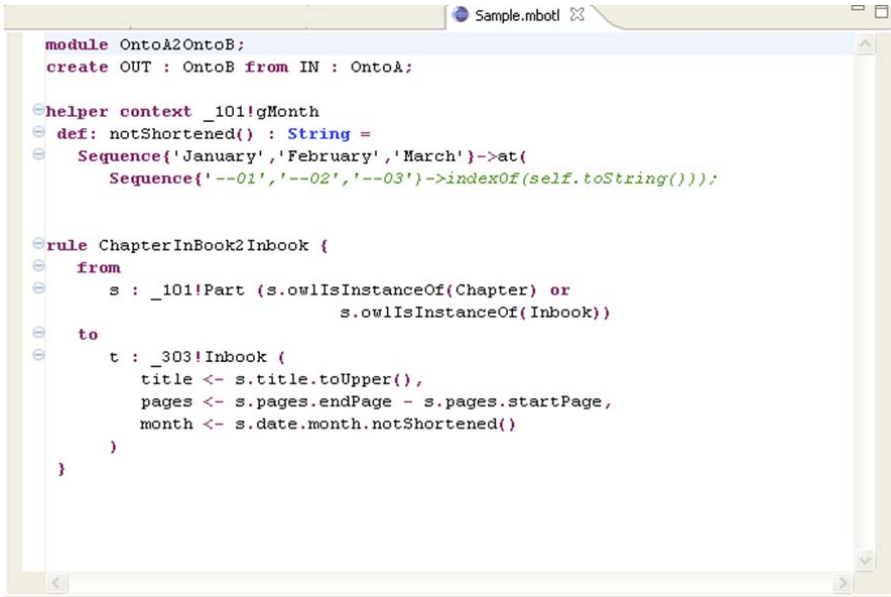 Sample.mbotl
module OntoA2OntoB;
create OUT : OntoB from IN : OntoA;
helper context _101!gMonth
def: notShortened() : String =
Sequence{'January','February','March'}->at(
Sequence{'--01','--02','--03'}->indexOf(self.toString()));
rule ChapterInBook2Inbook {
from
s : _101!Part (s.owlIsInstanceOf(Chapter) or
s.owlIsInstanceOf(Inbook))
to
t : _303!Inbook (
title <- s.title.toUpper(),
pages <- s.pages.endPage - s.pages.startPage,
month <- s.date.month.notShortened()
)
}